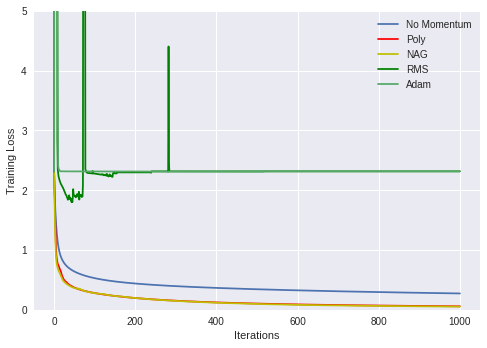 5
4
3
2
1
0
Training Loss
No Momentum
Poly
NAG
RMS
Adam
0 200 400 600 800 1000
Iterations